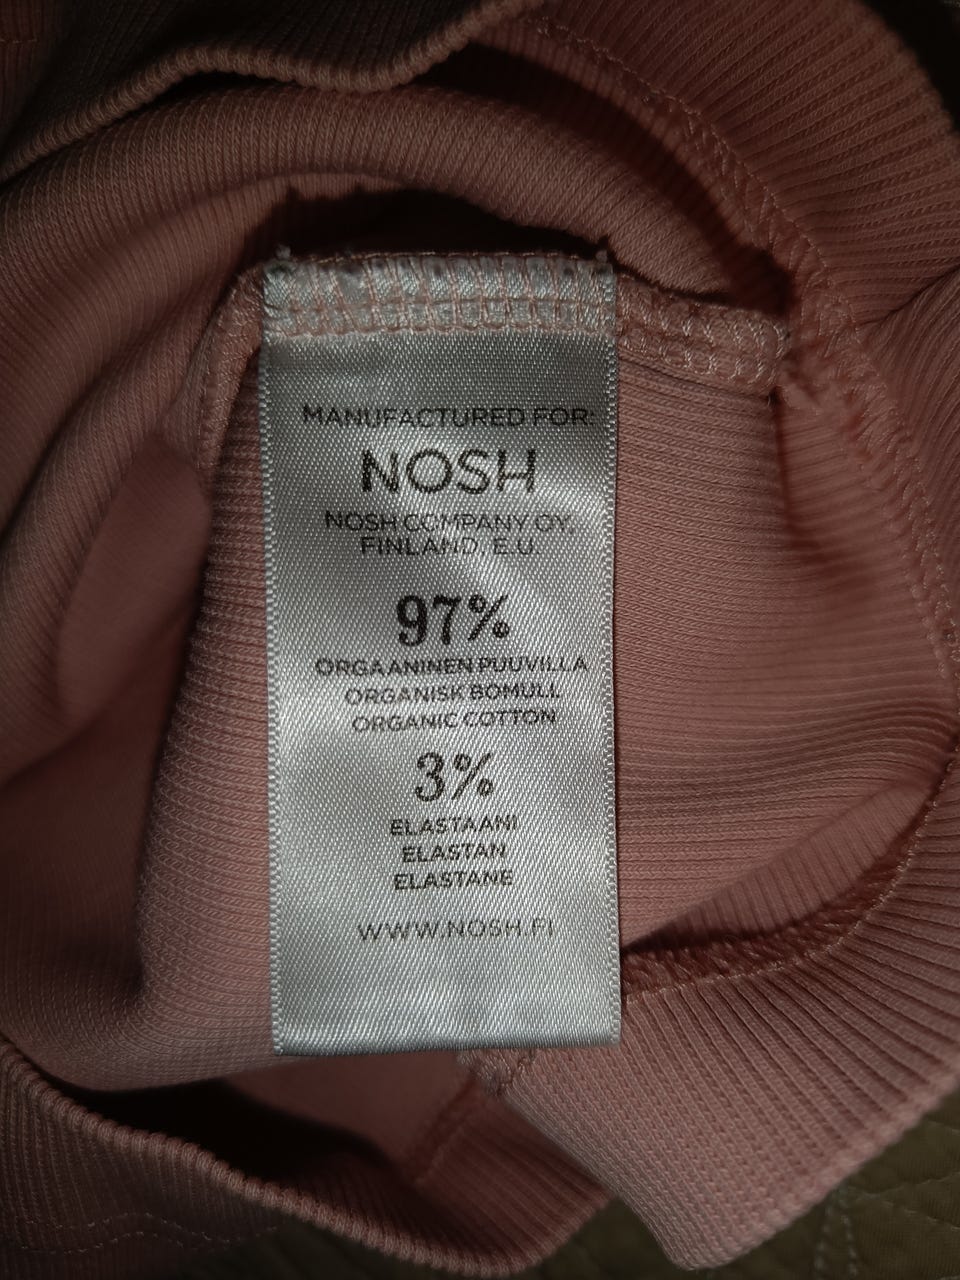 MANUFACTURED FOR:
NOSH
NOSH COMPANY OY,
FINLAND, E.U.
97%
ORGAANINEN PUUVILLA
ORGANISK BOMULL
ORGANIC COTTON
3%
ELASTAANI
ELASTAN
ELASTANE
WWW.NOSH.FI